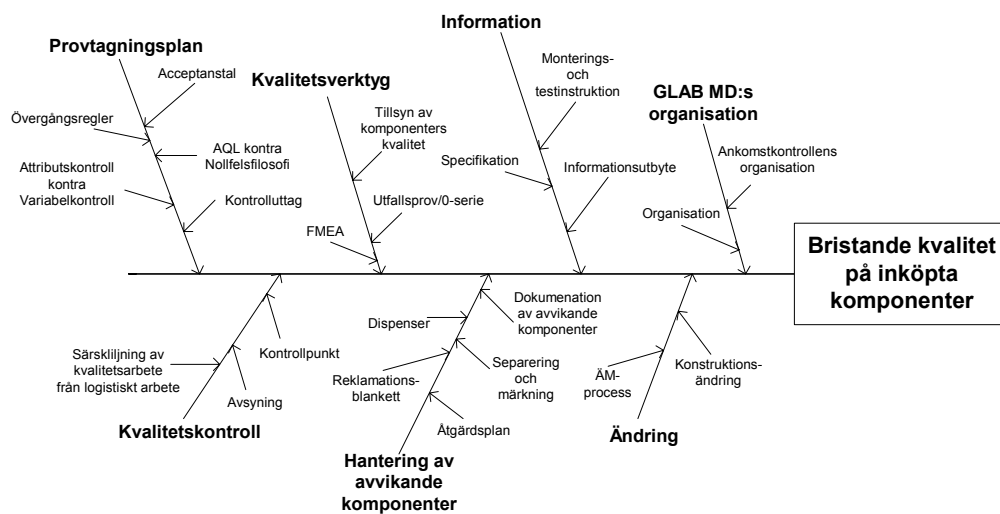 Information
Provtagningsplan
Acceptanstal
Övergångsregler
AQL kontra
Nollfelsfilosofi
Attributskontroll
kontra
Variabelkontroll
Kontrolluttag
Kvalitetsverktyg
Tillsyn av
komponenters
kvalitet
Utfallsprov/0-serie
FMEA
Monterings-
och
testinstruktion
Specifikation
Informationsutbyte
GLAB MD:s
organisation
Ankomstkontrollens
organisation
Organisation
Bristande kvalitet
på inköpta
komponenter
Särskliljning av
kvalitetsarbete
från logistiskt arbete
Kontrollpunkt
Avsyning
Kvalitetskontroll
Dispenser
Dokumenation
av avvikande
komponenter
Reklamations-
blankett
Separering
och
märkning
Åtgärdsplan
Hantering av
avvikande
komponenter
ÄM-
process
Konstruktions-
ändring
Ändring